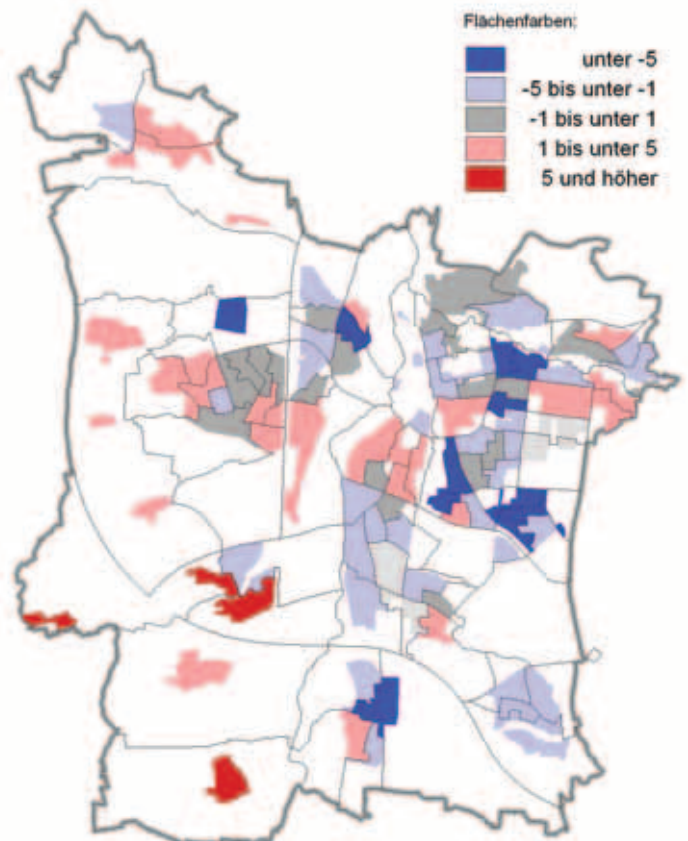 Flächenfarben:
unter -5
-5 bis unter -1
-1 bis unter 1
1 bis unter 5
5 und höher